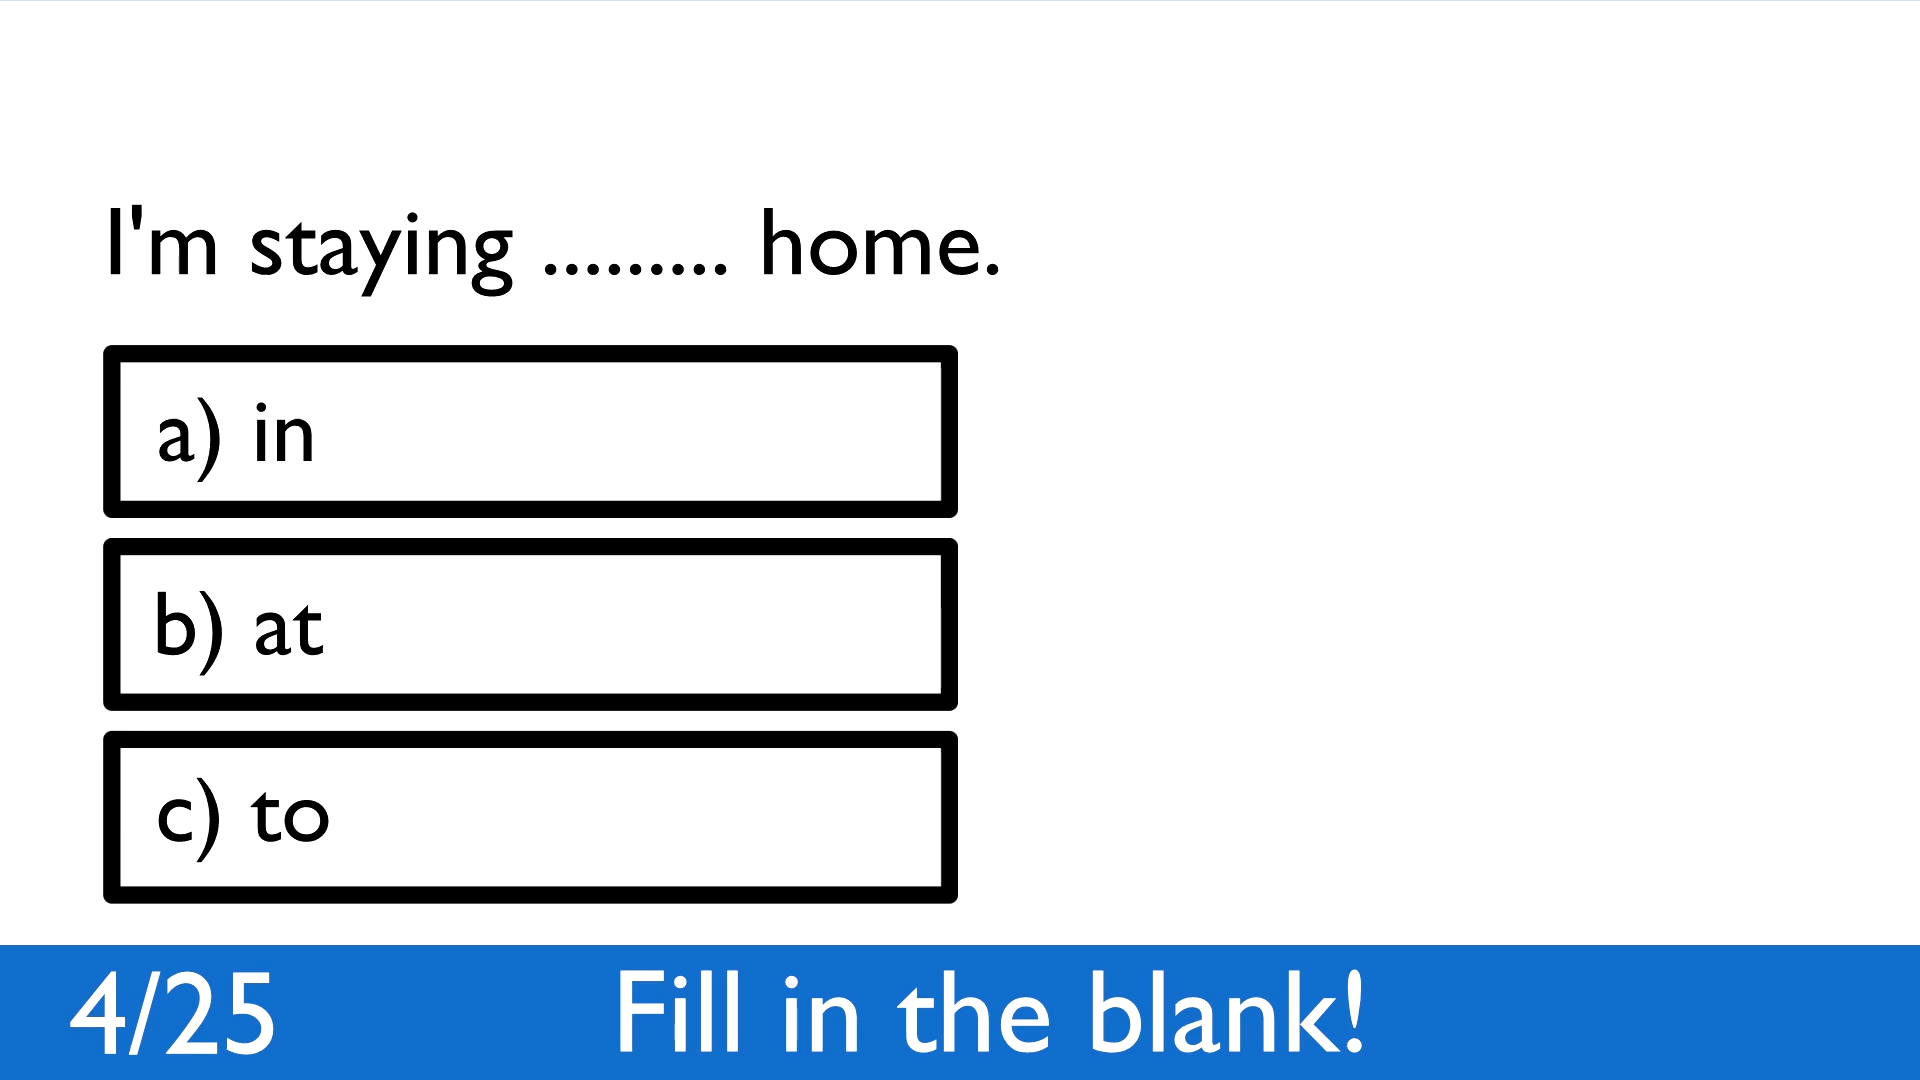 I'm staying ......... home.
a) in
b) at
c) to
4/25 Fill in the blank!